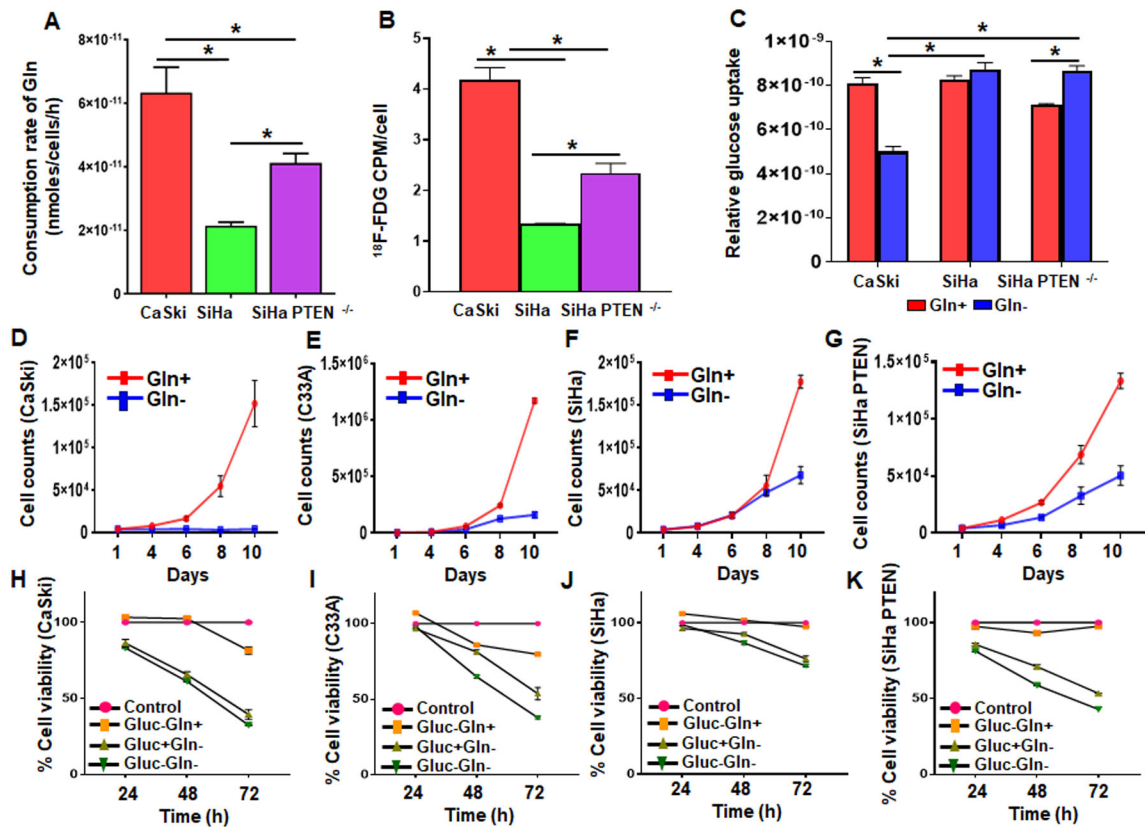 A
Consumption rate of Gln
(nmoles/cells/h)
8×10⁻¹¹
6×10⁻¹¹
4×10⁻¹¹
2×10⁻¹¹
0
*
*
*
CaSki SiHa SiHa PTEN -/-
B
¹⁸F-FDG CPM/cell
6
5
4
3
2
1
0
* *
*
*
CaSki SiHa SiHa PTEN -/-
C
Relative glucose uptake
1×10⁻⁹
8×10⁻¹⁰
6×10⁻¹⁰
4×10⁻¹⁰
2×10⁻¹⁰
0
*
* * *
CaSki SiHa SiHa PTEN -/-
Gln+ Gln-
D
Cell counts (CaSki)
2×10⁵
1.5×10⁵
1×10⁵
5×10⁴
0
Gln+
Gln-
1 4 6 8 10
Days
E
Cell counts (C33A)
1.5×10⁶
1×10⁶
5×10⁵
0
Gln+
Gln-
1 4 6 8 10
Days
F
Cell counts (SiHa)
2×10⁵
1.5×10⁵
1×10⁵
5×10⁴
0
Gln+
Gln-
1 4 6 8 10
Days
G
Cell counts (SiHa PTEN)
1.5×10⁵
1×10⁵
5×10⁴
0
Gln+
Gln-
1 4 6 8 10
Days
H
% Cell viability (CaSki)
100
50
0
Control
Gluc-Gln+
Gluc+Gln-
Gluc-Gln-
24 48 72
Time (h)
I
% Cell viability (C33A)
100
50
0
Control
Gluc-Gln+
Gluc+Gln-
Gluc-Gln-
24 48 72
Time (h)
J
% Cell viability (SiHa)
100
50
0
Control
Gluc-Gln+
Gluc+Gln-
Gluc-Gln-
24 48 72
Time (h)
K
% Cell viability (SiHa PTEN)
100
50
0
Control
Gluc-Gln+
Gluc+Gln-
Gluc-Gln-
24 48 72
Time (h)